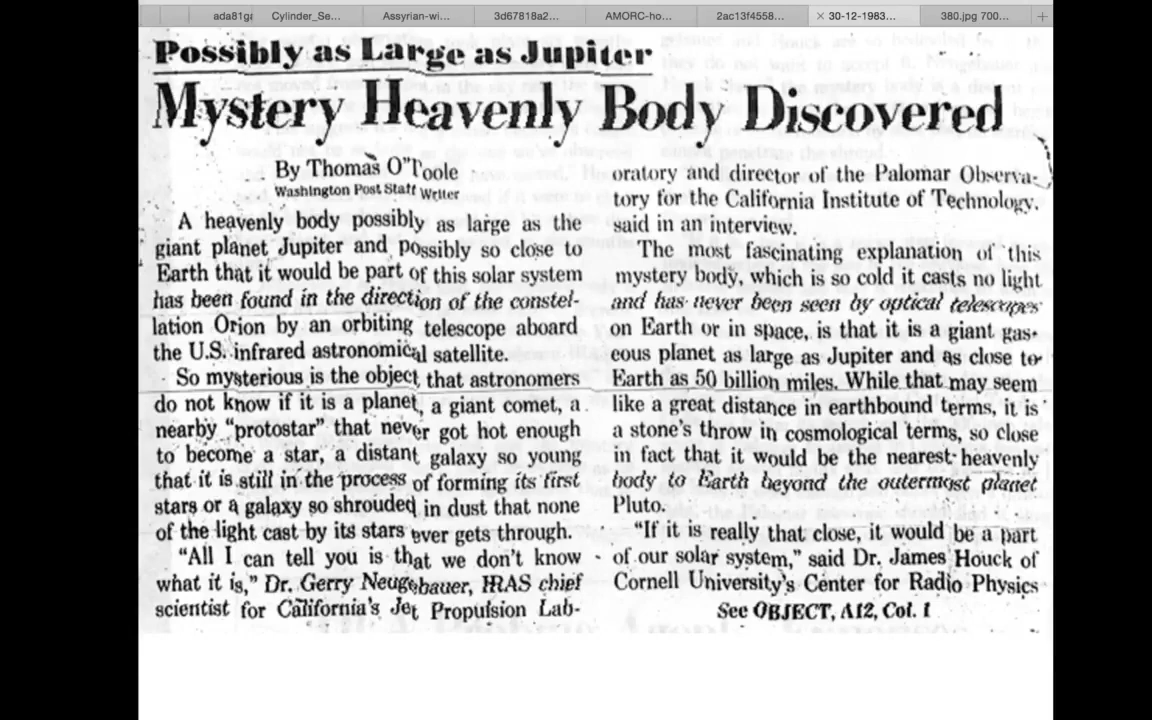 ada81g
Cylinder_Se...
Assyrian-wi...
3d67818a2...
AMORC-ho...
2ac13f4558...
× 30-12-1983...
380.jpg 700...
+
Possibly as Large as Jupiter
Mystery Heavenly Body Discovered
By Thomas O"Toole
Washington Post Staff Writer
A heavenly body possibly as large as the
giant planet Jupiter and possibly so close to
Earth that it would be part of this solar system
has been found in the direction of the constel-
lation Orion by an orbiting telescope aboard
the U.S. infrared astronomical satellite.
So mysterious is the object that astronomers
do not know if it is a planet, a giant comet, a
nearby "protostar" that never got hot enough
to become a star, a distant galaxy so young
that it is still in the process of forming its first
stars or a galaxy so shrouded in dust that none
of the light cast by its stars ever gets through.
"All I can tell you is that we don't know
what it is," Dr. Gerry Neugebauer, IRAS chief
scientist for California's Jet Propulsion Lab-
oratory and director of the Palomar Observa-
tory for the California Institute of Technology.
said in an interview.
The most fascinating explanation of this
mystery body, which is so cold it casts no light
and has never been seen by optical telescopes
on Earth or in space, is that it is a giant gas-
eous planet as large as Jupiter and as close to
Earth as 50 billion miles. While that may seem
like a great distance in earthbound terms, it is
a stone's throw in cosmological terms, so close
in fact that it would be the nearest heavenly
body to Earth beyond the outermost planet
Pluto.
"If it is really that close, it would be a part
of our solar system," said Dr. James Houck of
Cornell University's Center for Radio Physics
See OBJECT, A12, Col. 1